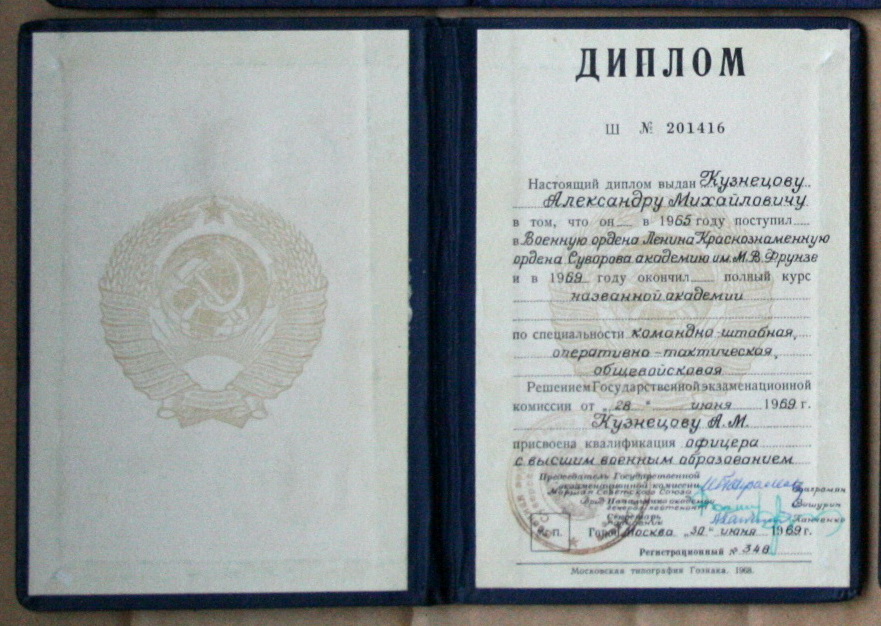 ДИПЛОМ
Ш № 201416
Настоящий диплом выдан Кузнецову
Александру Михайловичу
в том, что он в 1965 году поступил
в Военную ордена Ленина Краснознаменную
ордена Суворова академию им. М. В. Фрунзе
и в 1969 году окончил полный курс
названной академии
по специальности командно-штабная,
оперативно-тактическая,
общевойсковая
Решением Государственной экзаменационной
комиссии от „28“ июня 1969 г.
Кузнецову А. М.
присвоена квалификация офицера
с высшим военным образованием
Председатель Государственной
экзаменационной комиссии
Маршал Советского Союза
Баграмян
Секретарь
М.П. Город Москва „30“ июня 1969 г.
Регистрационный № 348
Московская типография Гознака. 1968.